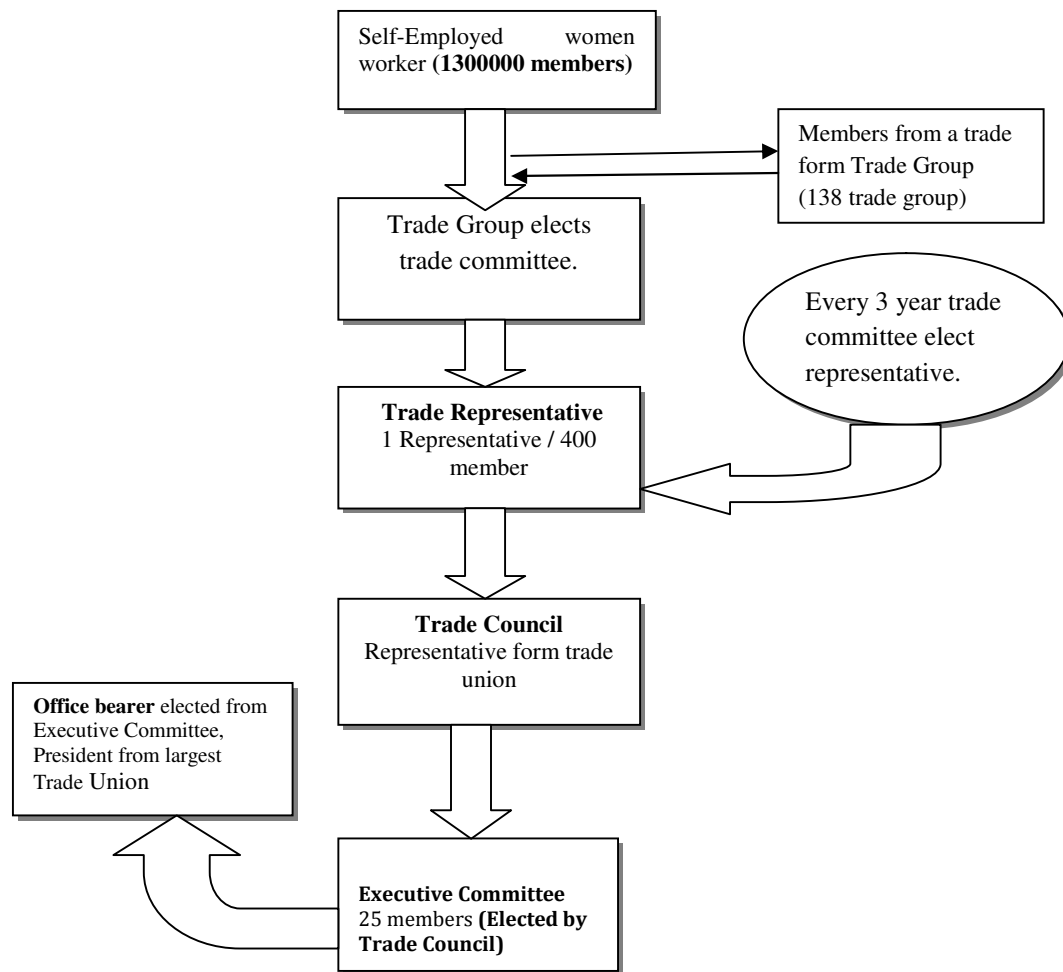 Self-Employed women
worker (1300000 members)
Members from a trade
form Trade Group
(138 trade group)
Trade Group elects
trade committee.
Every 3 year trade
committee elect
representative.
Trade Representative
1 Representative / 400
member
Trade Council
Representative form trade
union
Office bearer elected from
Executive Committee,
President from largest
Trade Union
Executive Committee
25 members (Elected by
Trade Council)